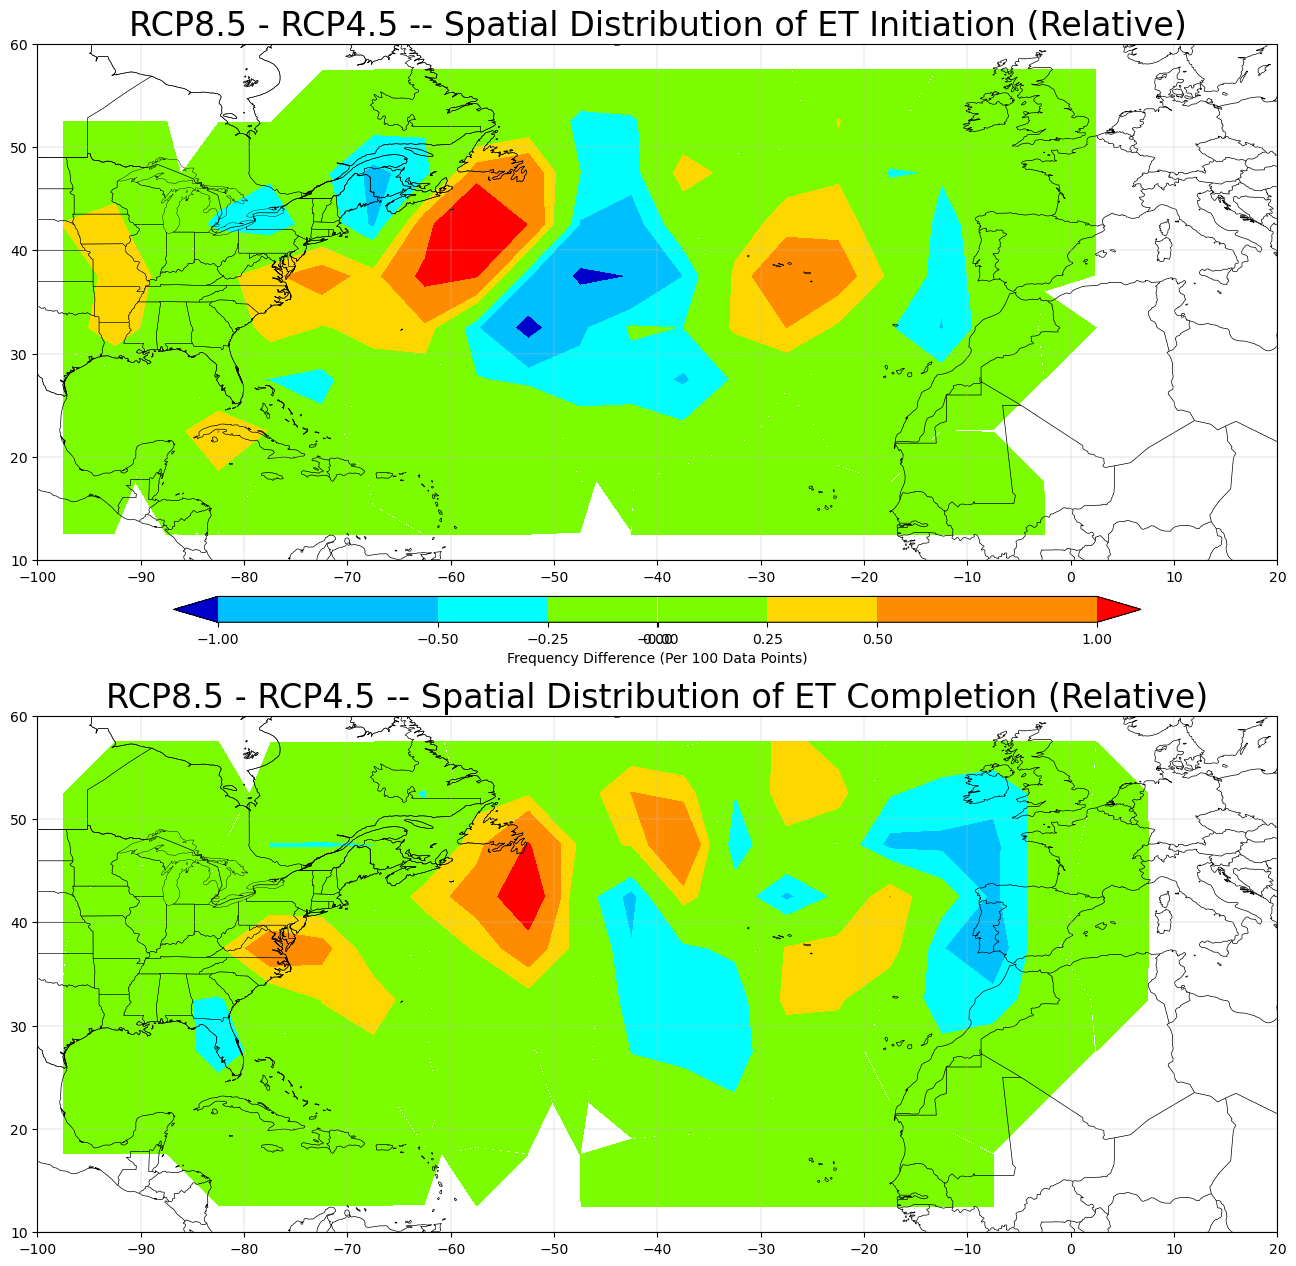 RCP8.5 - RCP4.5 -- Spatial Distribution of ET Initiation (Relative)
60
50
40
30
20
10
−100 −90 −80 −70 −60 −50 −40 −30 −20 −10 0 10 20
−1.00 −0.50 −0.25 −0.00 0.00 0.25 0.50 1.00
Frequency Difference (Per 100 Data Points)
RCP8.5 - RCP4.5 -- Spatial Distribution of ET Completion (Relative)
60
50
40
30
20
10
−100 −90 −80 −70 −60 −50 −40 −30 −20 −10 0 10 20